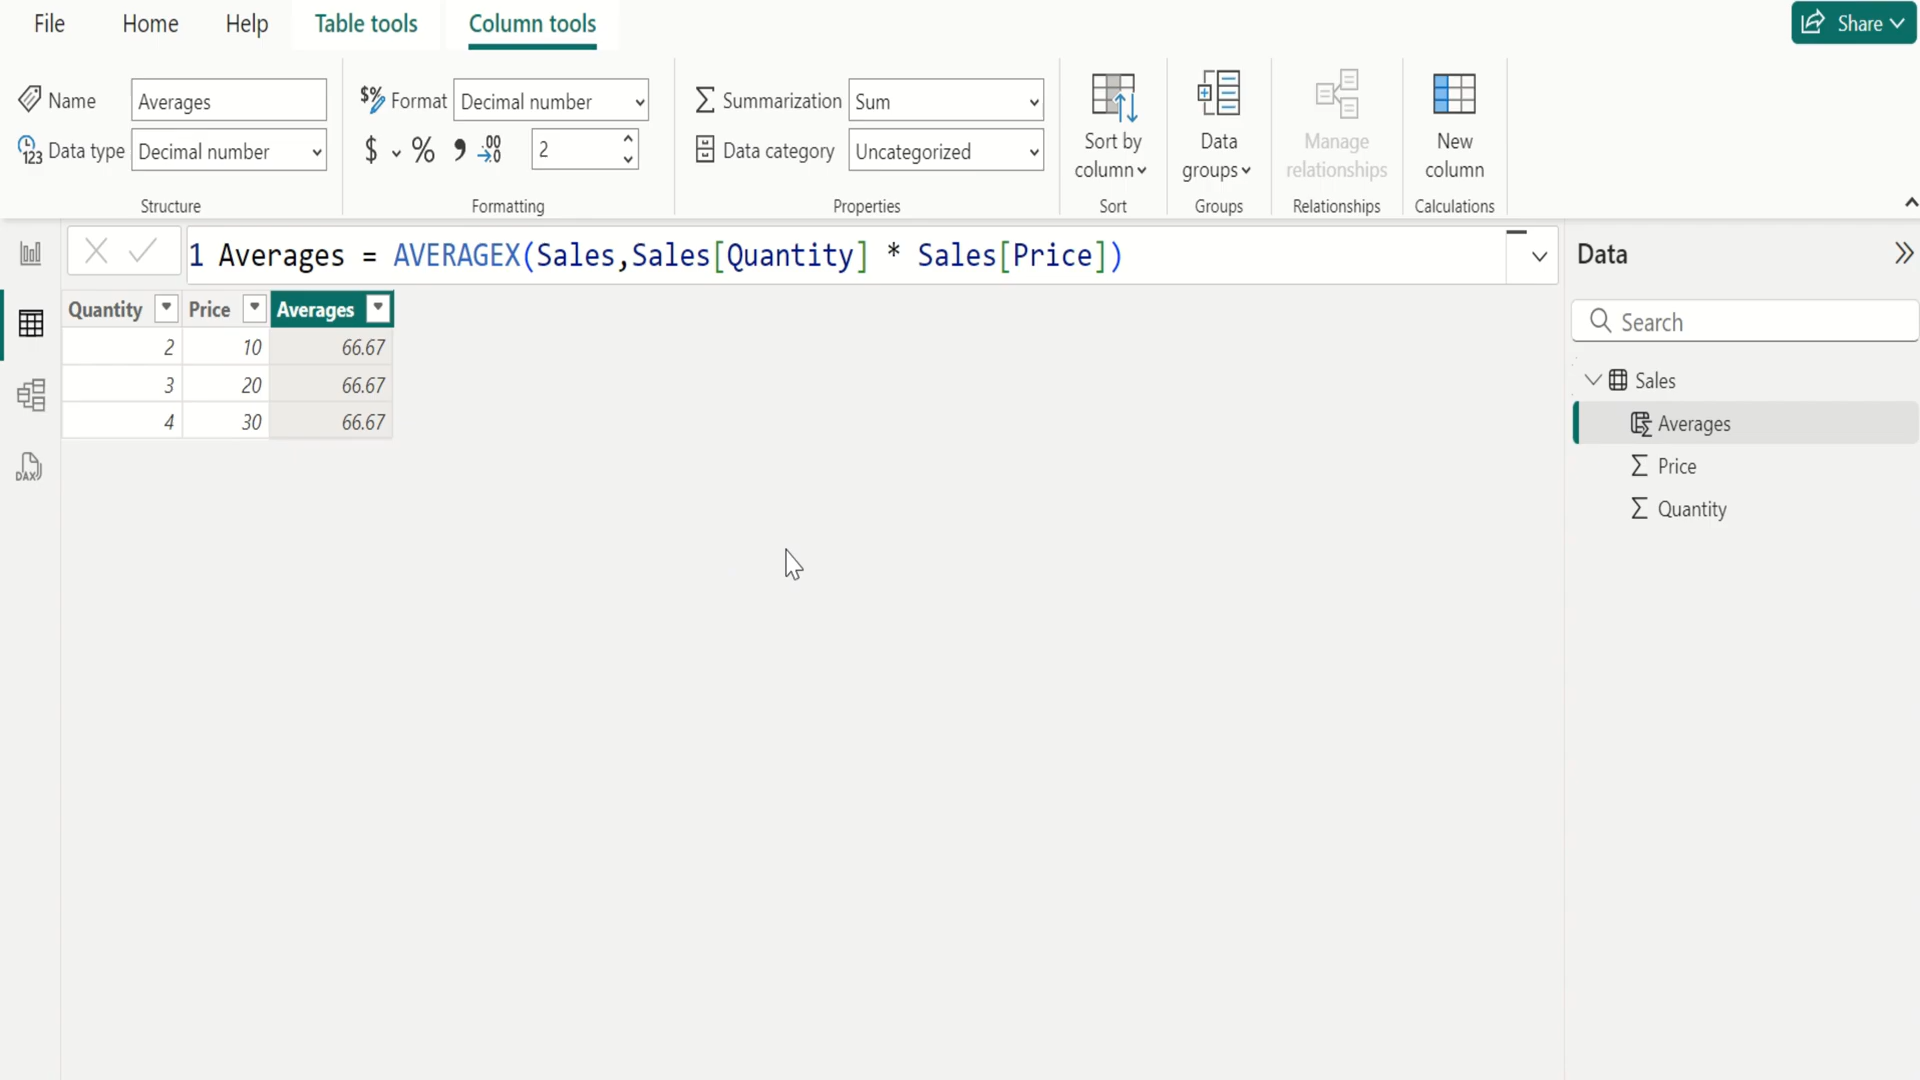 File Home Help Table tools Column tools Share
Name Averages $% Format Decimal number Summarization Sum
Data type Decimal number $ % 9 .00 2 Data category Uncategorized
Sort by column Data groups Manage relationships New column
Structure Formatting Properties Sort Groups Relationships Calculations
1 Averages = AVERAGEX(Sales,Sales[Quantity] * Sales[Price])
Data
Quantity Price Averages
2 10 66.67
3 20 66.67
4 30 66.67
Search
Sales
Averages
Price
Quantity
DAX